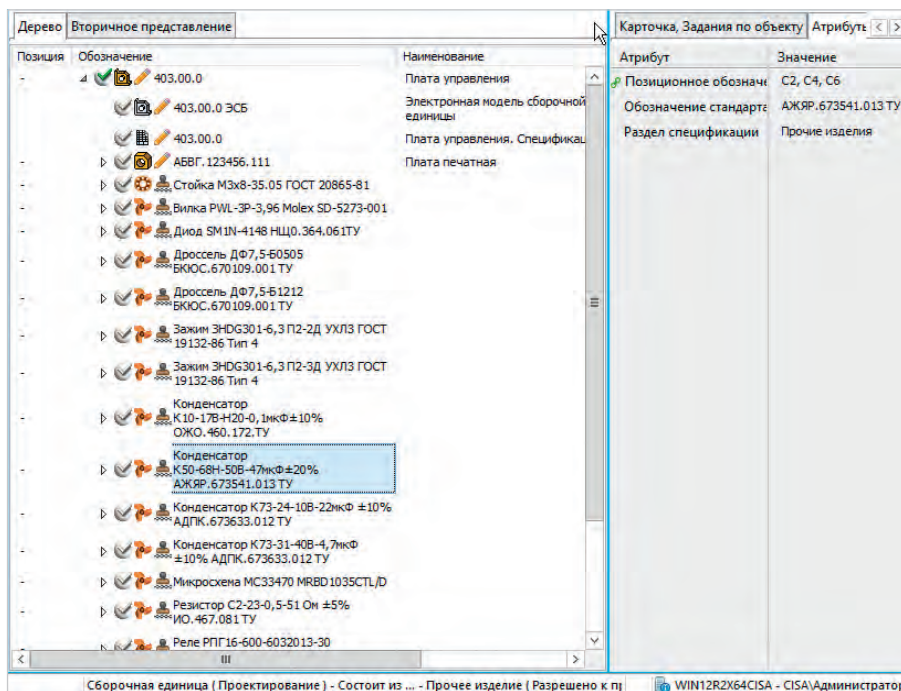 Дерево Вторичное представление
Позиция Обозначение Наименование
- 403.00.0 Плата управления
403.00.0 ЭСБ Электронная модель сборочной
единицы
403.00.0 Плата управления. Спецификац
- АБВГ.123456.111 Плата печатная
- Стойка М3х8-35.05 ГОСТ 20865-81
- Вилка PWL-3P-3,96 Molex SD-5273-001
- Диод SM1N-4148 НЩ0.364.061ТУ
- Дроссель ДФ7,5-Б0505
БКЮС.670109.001 ТУ
- Дроссель ДФ7,5-Б1212
БКЮС.670109.001 ТУ
- Зажим ЗНDG301-6,3 П2-2Д УХЛ3 ГОСТ
19132-86 Тип 4
- Зажим ЗНDG301-6,3 П2-3Д УХЛ3 ГОСТ
19132-86 Тип 4
- Конденсатор
К10-17В-Н20-0,1мкФ±10%
ОЖО.460.172.ТУ
- Конденсатор
К50-68Н-50В-47мкФ±20%
АЖЯР.673541.013 ТУ
- Конденсатор К73-24-10В-22мкФ ±10%
АДПК.673633.012 ТУ
- Конденсатор К73-31-40В-4,7мкФ
±10% АДПК.673633.012 ТУ
- Микросхема MC33470 MRBD1035CTL/D
- Резистор С2-23-0,5-51 Ом ±5%
ИО.467.081 ТУ
- Реле РПГ16-600-6032013-30
Сборочная единица ( Проектирование ) - Состоит из ... - Прочее изделие ( Разрешено к пр
Карточка, Задания по объекту Атрибуты
Атрибут Значение
Позиционное обозначе C2, C4, C6
Обозначение стандарта АЖЯР.673541.013 ТУ
Раздел спецификации Прочие изделия
WIN12R2X64CISA - CISA\Администратор